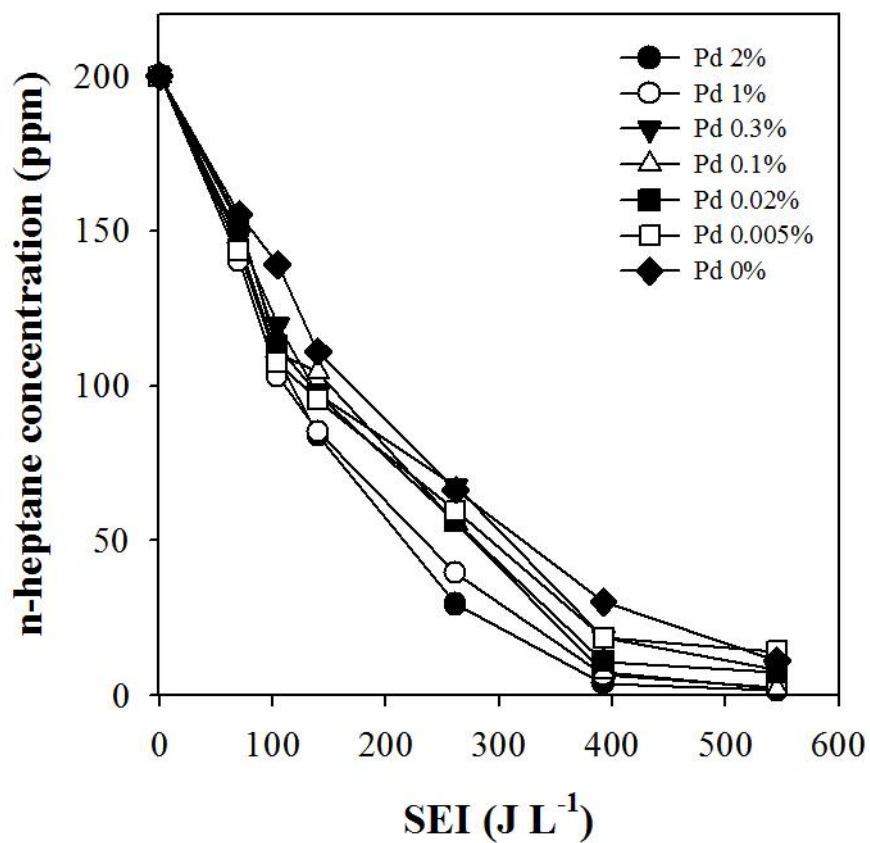 n-heptane concentration (ppm)
200
150
100
50
0
Pd 2%
Pd 1%
Pd 0.3%
Pd 0.1%
Pd 0.02%
Pd 0.005%
Pd 0%
0 100 200 300 400 500 600
SEI (J L⁻¹)